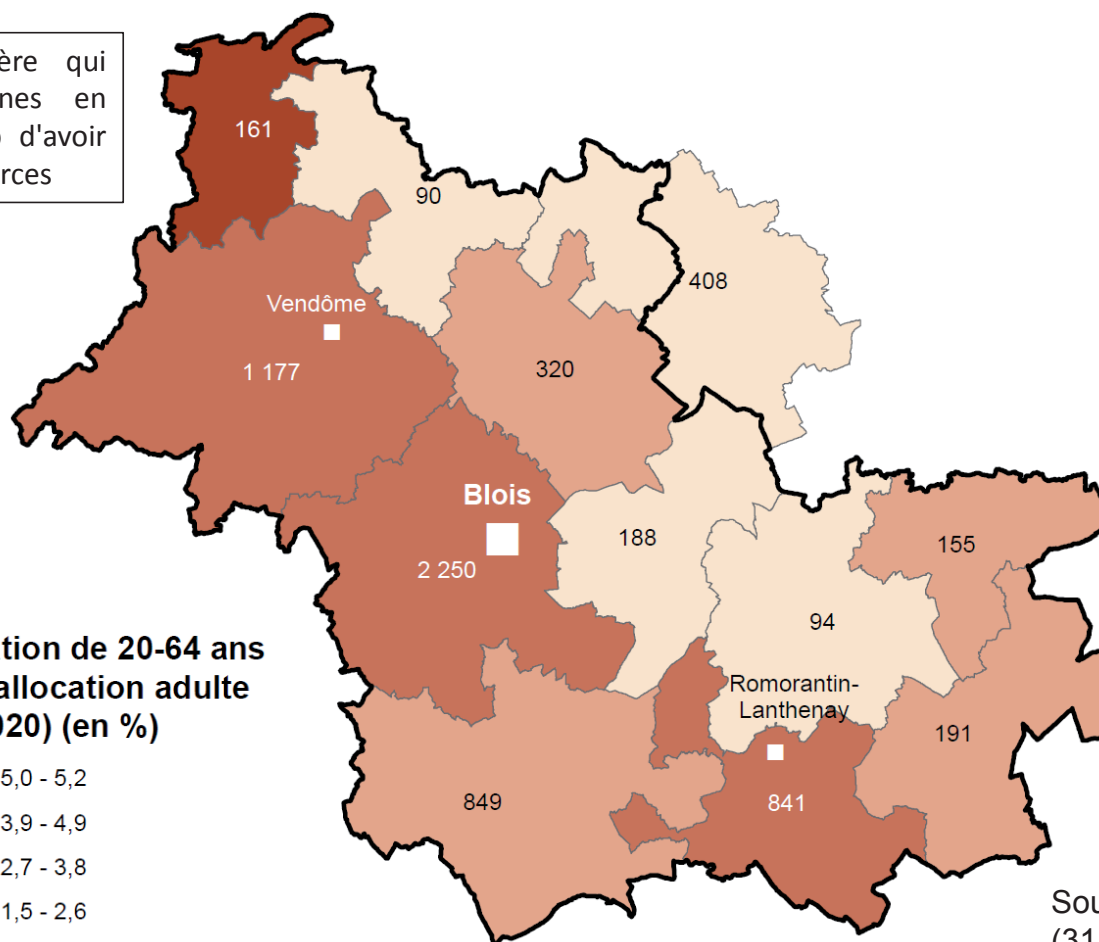 ère qui
nes en
d'avoir
rces
161
90
408
Vendôme
1 177
320
Blois
2 250
188
155
94
Romorantin-
Lanthenay
191
849
841
tion de 20-64 ans
allocation adulte
020) (en %)
5,0 - 5,2
3,9 - 4,9
2,7 - 3,8
1,5 - 2,6
Sou
(31